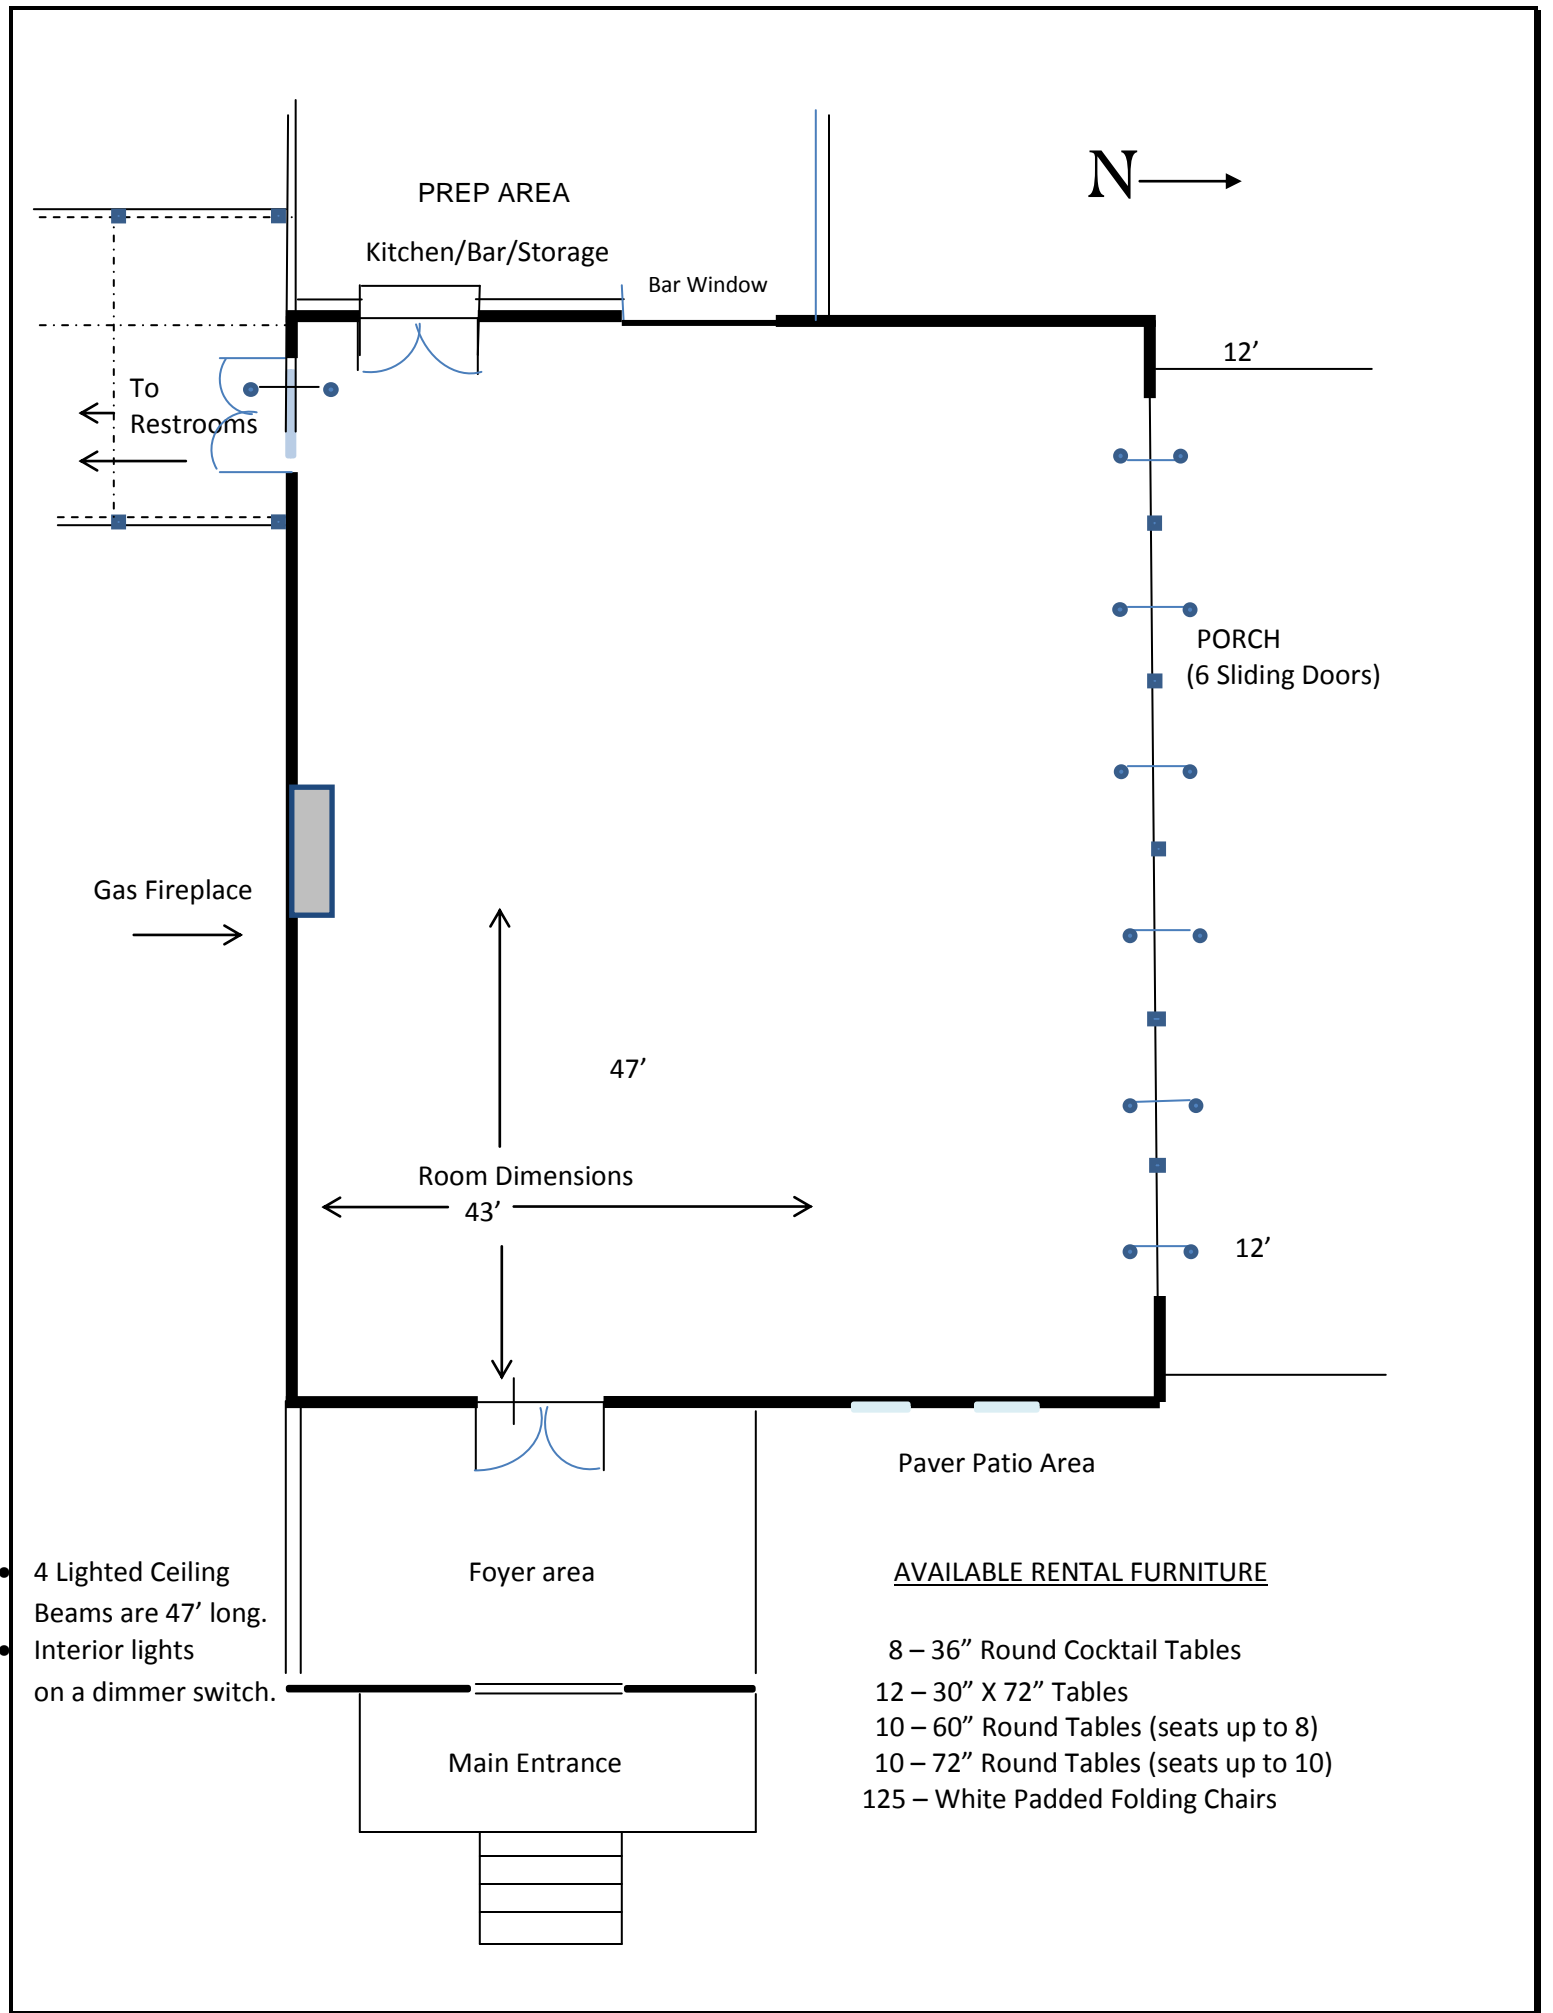 N
PREP AREA
Kitchen/Bar/Storage
Bar Window
12’
To
Restrooms
PORCH
(6 Sliding Doors)
Gas Fireplace
47’
Room Dimensions
43’
12’
Paver Patio Area
• 4 Lighted Ceiling
Beams are 47’ long.
• Interior lights
on a dimmer switch.
Foyer area
Main Entrance
AVAILABLE RENTAL FURNITURE
8 – 36” Round Cocktail Tables
12 – 30” X 72” Tables
10 – 60” Round Tables (seats up to 8)
10 – 72” Round Tables (seats up to 10)
125 – White Padded Folding Chairs